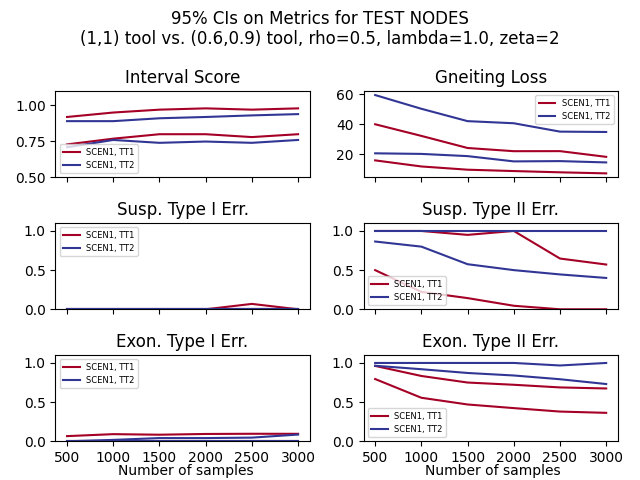 95% CIs on Metrics for TEST NODES
(1,1) tool vs. (0.6,0.9) tool, rho=0.5, lambda=1.0, zeta=2
Interval Score
1.00
0.75
0.50
SCEN1, TT1
SCEN1, TT2
Gneiting Loss
60
40
20
SCEN1, TT1
SCEN1, TT2
Susp. Type I Err.
1.0
0.5
0.0
SCEN1, TT1
SCEN1, TT2
Susp. Type II Err.
1.0
0.5
0.0
SCEN1, TT1
SCEN1, TT2
Exon. Type I Err.
1.0
0.5
0.0
SCEN1, TT1
SCEN1, TT2
500 1000 1500 2000 2500 3000
Number of samples
Exon. Type II Err.
1.0
0.5
0.0
SCEN1, TT1
SCEN1, TT2
500 1000 1500 2000 2500 3000
Number of samples